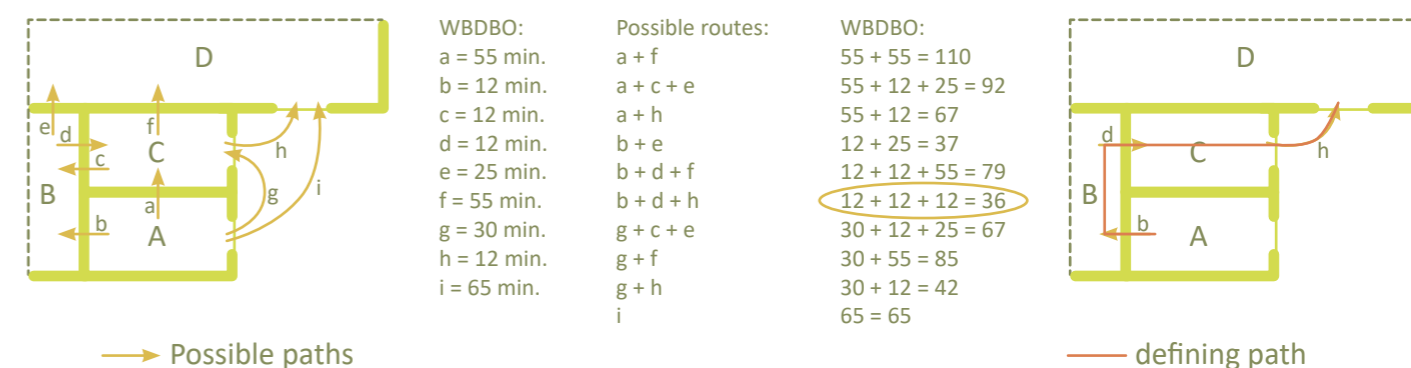 D
e
d
f
C
c
h
B
g
i
a
b
A
WBDBO:
a = 55 min.
b = 12 min.
c = 12 min.
d = 12 min.
e = 25 min.
f = 55 min.
g = 30 min.
h = 12 min.
i = 65 min.
Possible routes:
a + f
a + c + e
a + h
b + e
b + d + f
b + d + h
g + c + e
g + f
g + h
i
WBDBO:
55 + 55 = 110
55 + 12 + 25 = 92
55 + 12 = 67
12 + 25 = 37
12 + 12 + 55 = 79
12 + 12 + 12 = 36
30 + 12 + 25 = 67
30 + 55 = 85
30 + 12 = 42
65 = 65
D
d
C
h
B
b
A
Possible paths
defining path